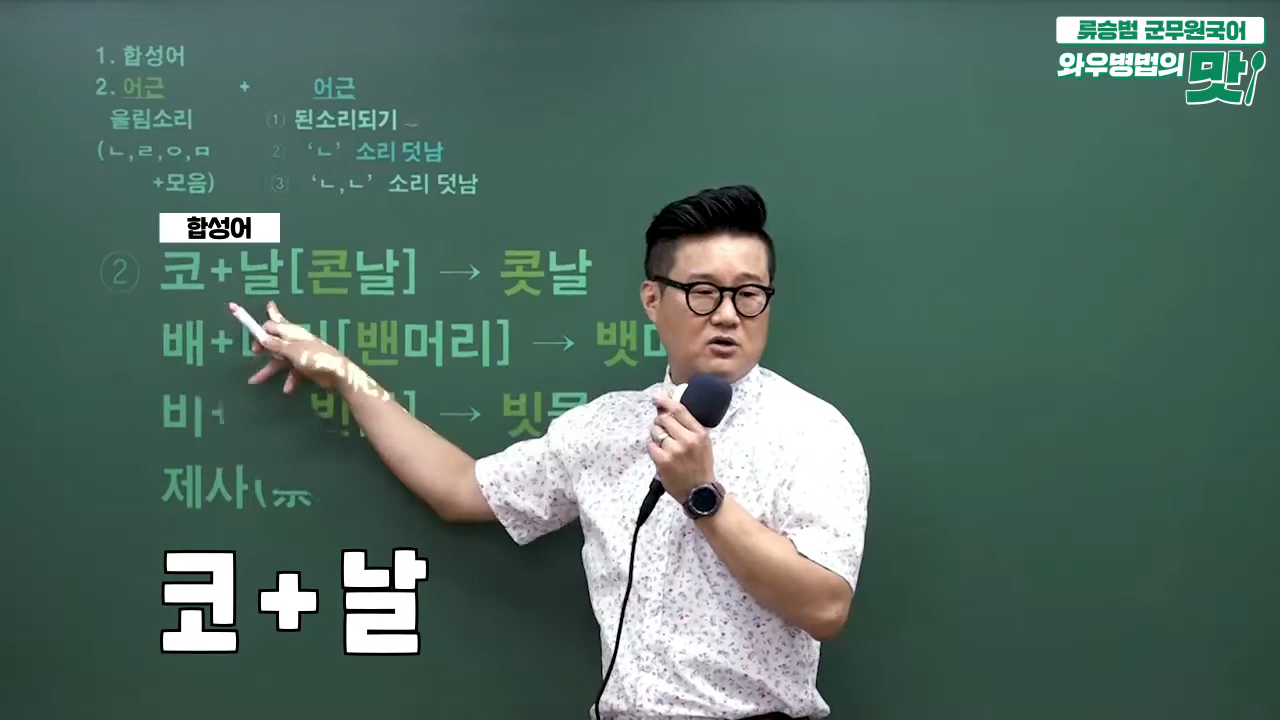 류승범 군무원국어
와우병법의 맛
1. 합성어
2. 어근 + 어근
울림소리 ① 된소리되기
(ㄴ,ㄹ,ㅇ,ㅁ ② ‘ㄴ’ 소리 덧남
+모음) ③ ‘ㄴ,ㄴ’ 소리 덧남
합성어
② 코+날[콘날] → 콧날
배+ [밴머리] → 뱃
비+ → 빗
제사(
코+날